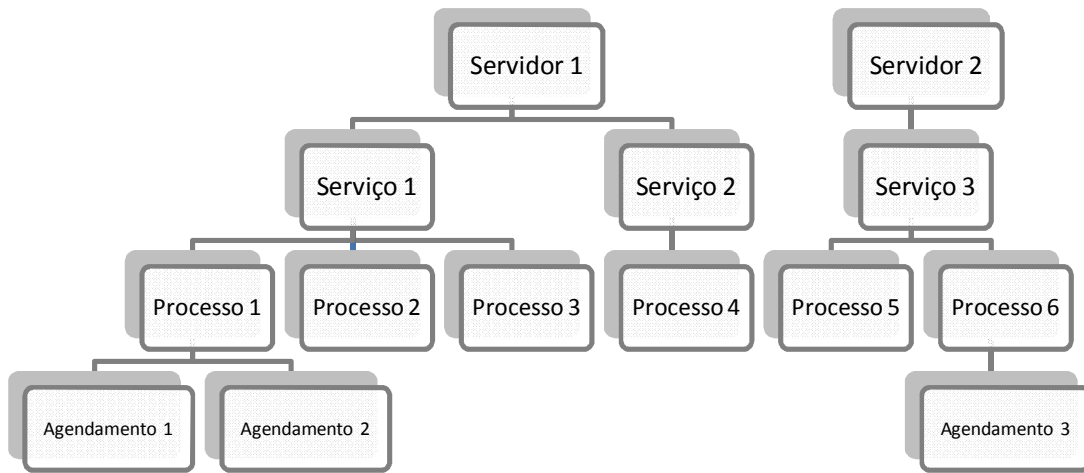 Servidor 1
Servidor 2
Serviço 1
Serviço 2
Serviço 3
Processo 1
Processo 2
Processo 3
Processo 4
Processo 5
Processo 6
Agendamento 1
Agendamento 2
Agendamento 3